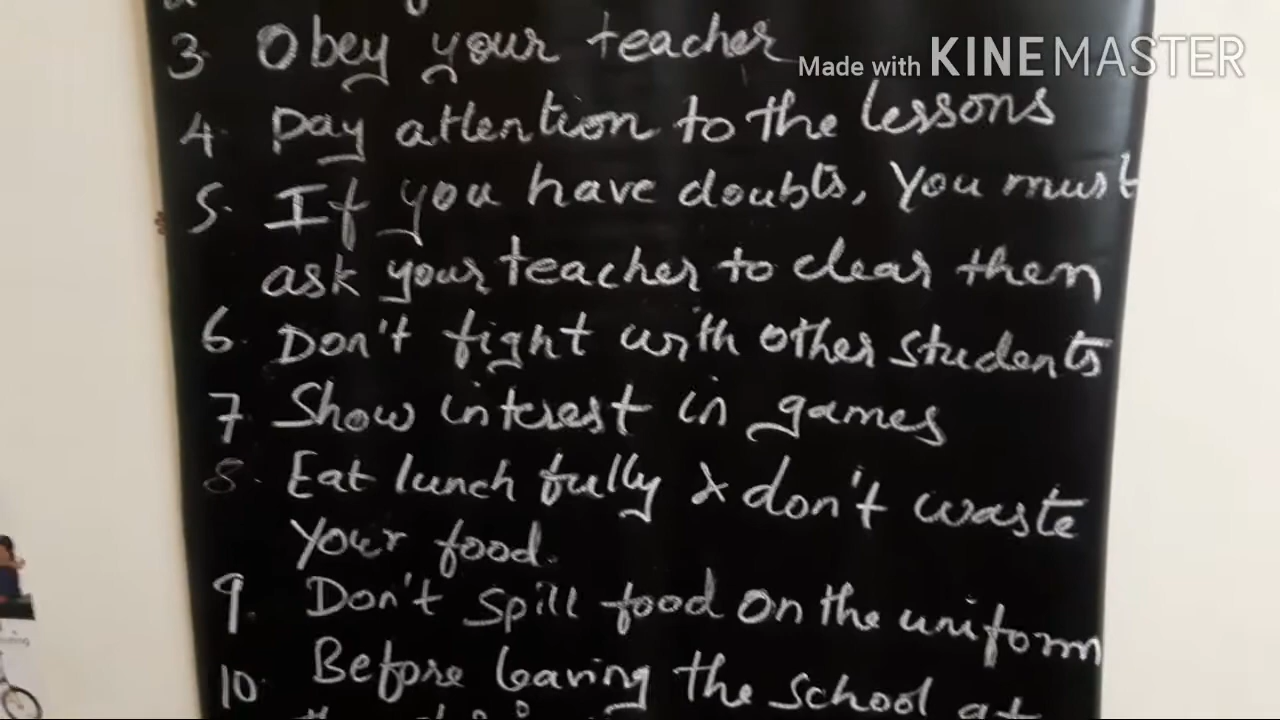 3. Obey your teacher
Made with KINEMASTER
4. Pay attention to the lessons
5. If you have doubts, You must
ask your teacher to clear them
6. Don't fight with other students
7 Show interest in games
8. Eat lunch fully & don't waste
Your food.
9. Don't spill food on the uniform
10 Before leaving the school at